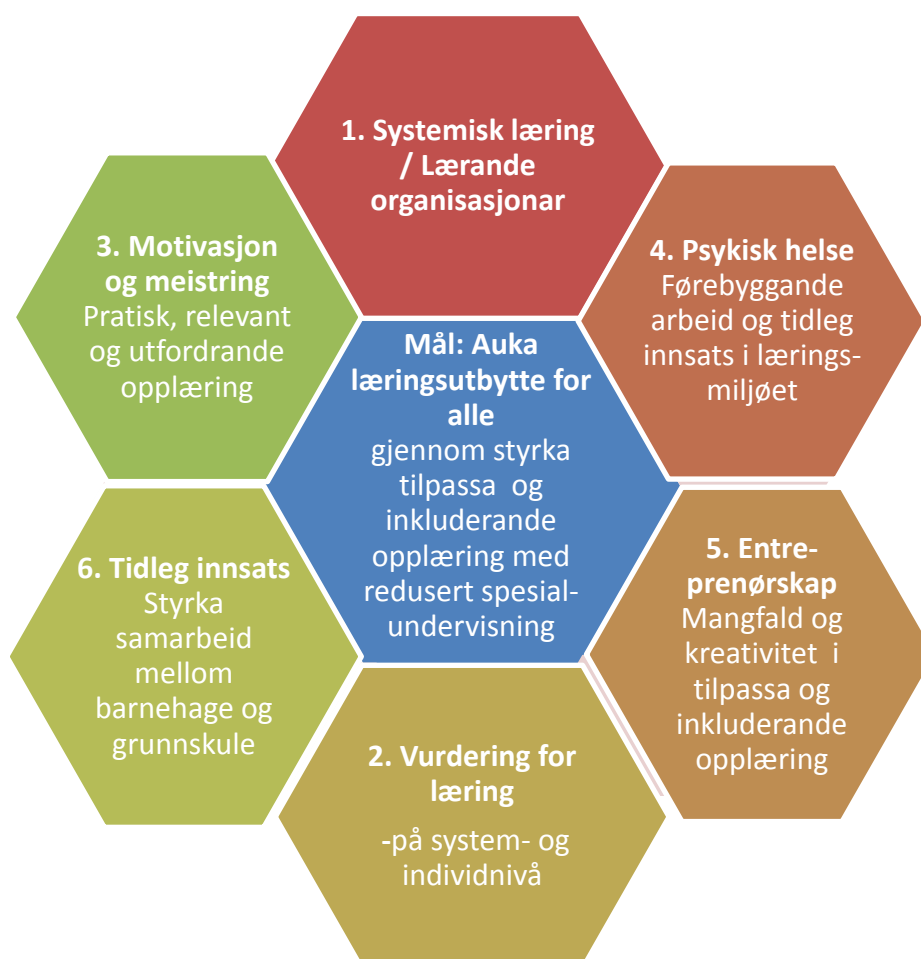 1. Systemisk læring
/ Lærande
organisasjonar
3. Motivasjon
og meistring
Pratisk, relevant
og utfordrande
opplæring
4. Psykisk helse
Førebyggande
arbeid og tidleg
innsats i lærings-
miljøet
Mål: Auka
læringsutbytte for
alle
gjennom styrka
tilpassa og
inkluderande
opplæring med
redusert spesial-
undervisning
6. Tidleg innsats
Styrka
samarbeid
mellom
barnehage og
grunnskule
5. Entre-
prenørskap
Mangfald og
kreativitet i
tilpassa og
inkluderande
opplæring
2. Vurdering for
læring
-på system- og
individnivå